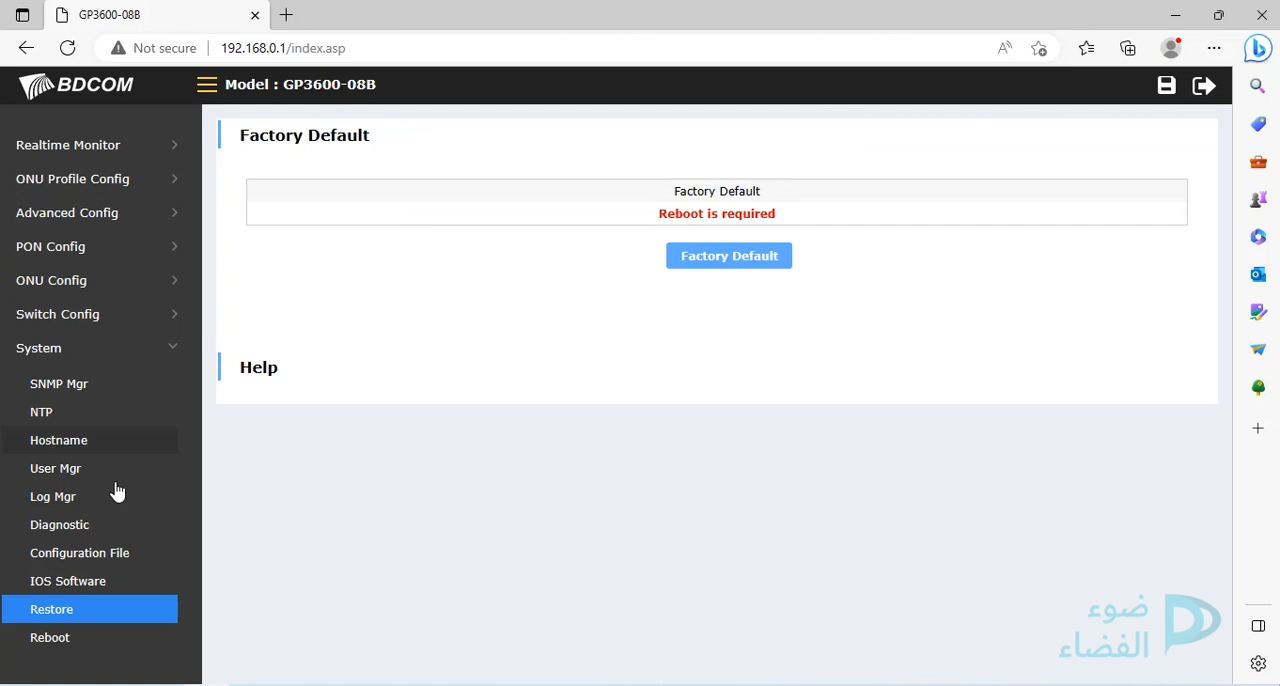 GP3600-08B
Not secure
192.168.0.1/index.asp
BDCOM
Model : GP3600-08B
Realtime Monitor
ONU Profile Config
Advanced Config
PON Config
ONU Config
Switch Config
System
SNMP Mgr
NTP
Hostname
User Mgr
Log Mgr
Diagnostic
Configuration File
IOS Software
Restore
Reboot
Factory Default
Factory Default
Reboot is required
Factory Default
Help
ضوء
الفضاء